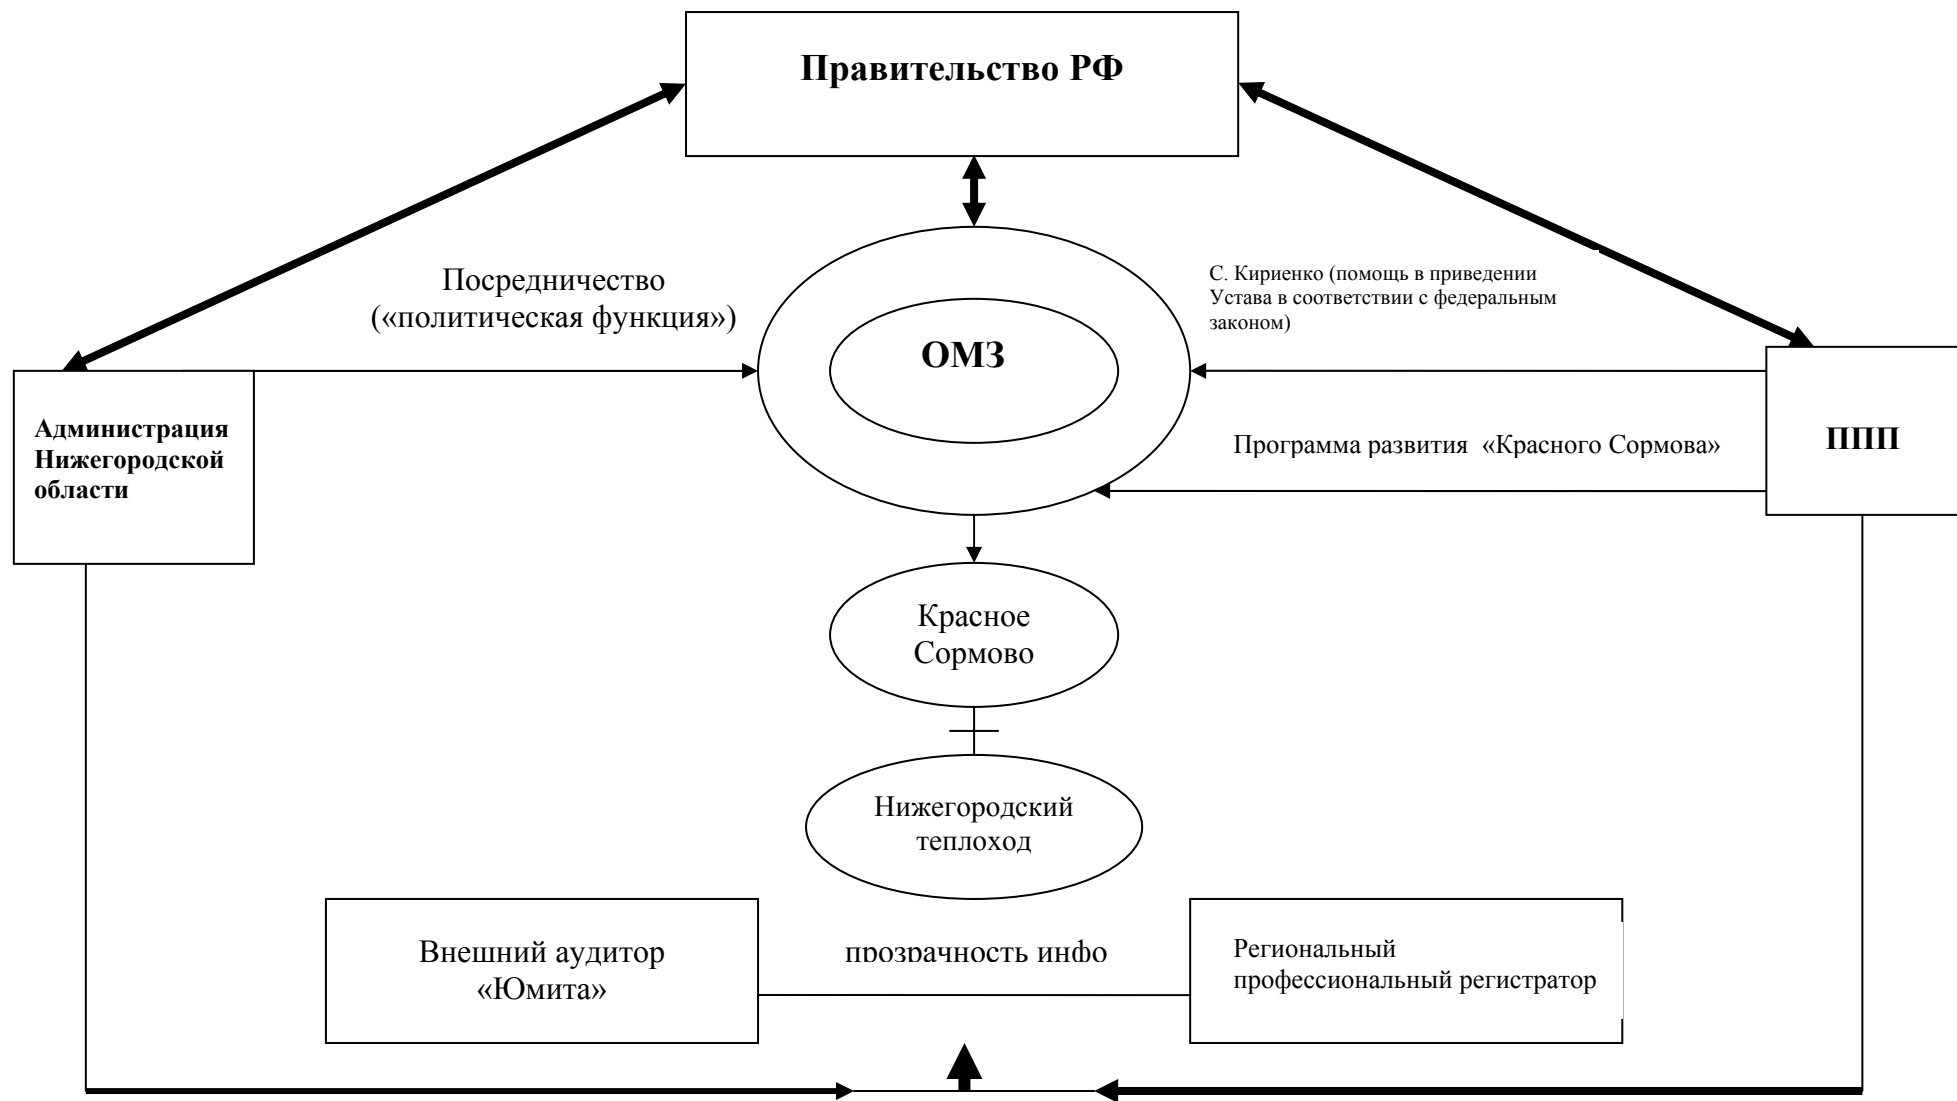 Правительство РФ
Посредничество
(«политическая функция»)
С. Кириенко (помощь в приведении
Устава в соответствии с федеральным
законом)
ОМЗ
Администрация
Нижегородской
области
Программа развития «Красного Сормова»
ППП
Красное
Сормово
Нижегородский
теплоход
Внешний аудитор
«Юмита»
прозрачность инфо
Региональный
профессиональный регистратор